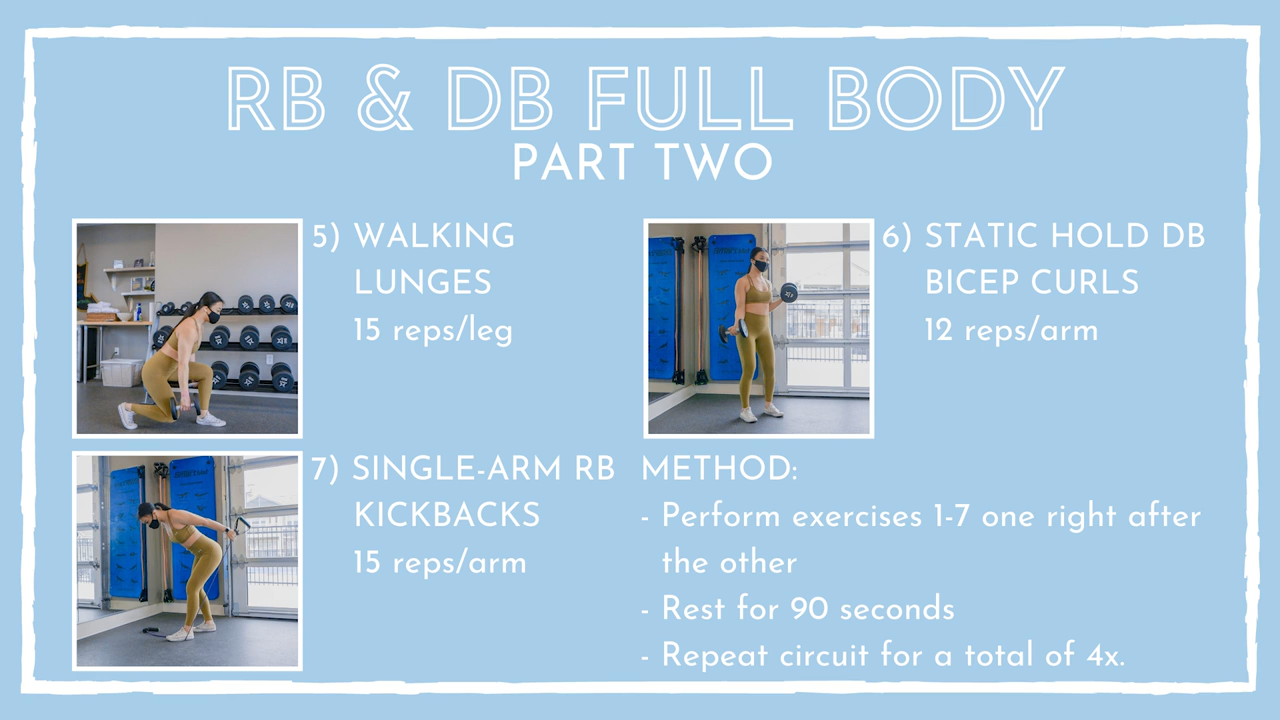 RB & DB FULL BODY
PART TWO
5) WALKING
LUNGES
15 reps/leg
6) STATIC HOLD DB
BICEP CURLS
12 reps/arm
7) SINGLE-ARM RB
KICKBACKS
15 reps/arm
METHOD:
- Perform exercises 1-7 one right after
the other
- Rest for 90 seconds
- Repeat circuit for a total of 4x.